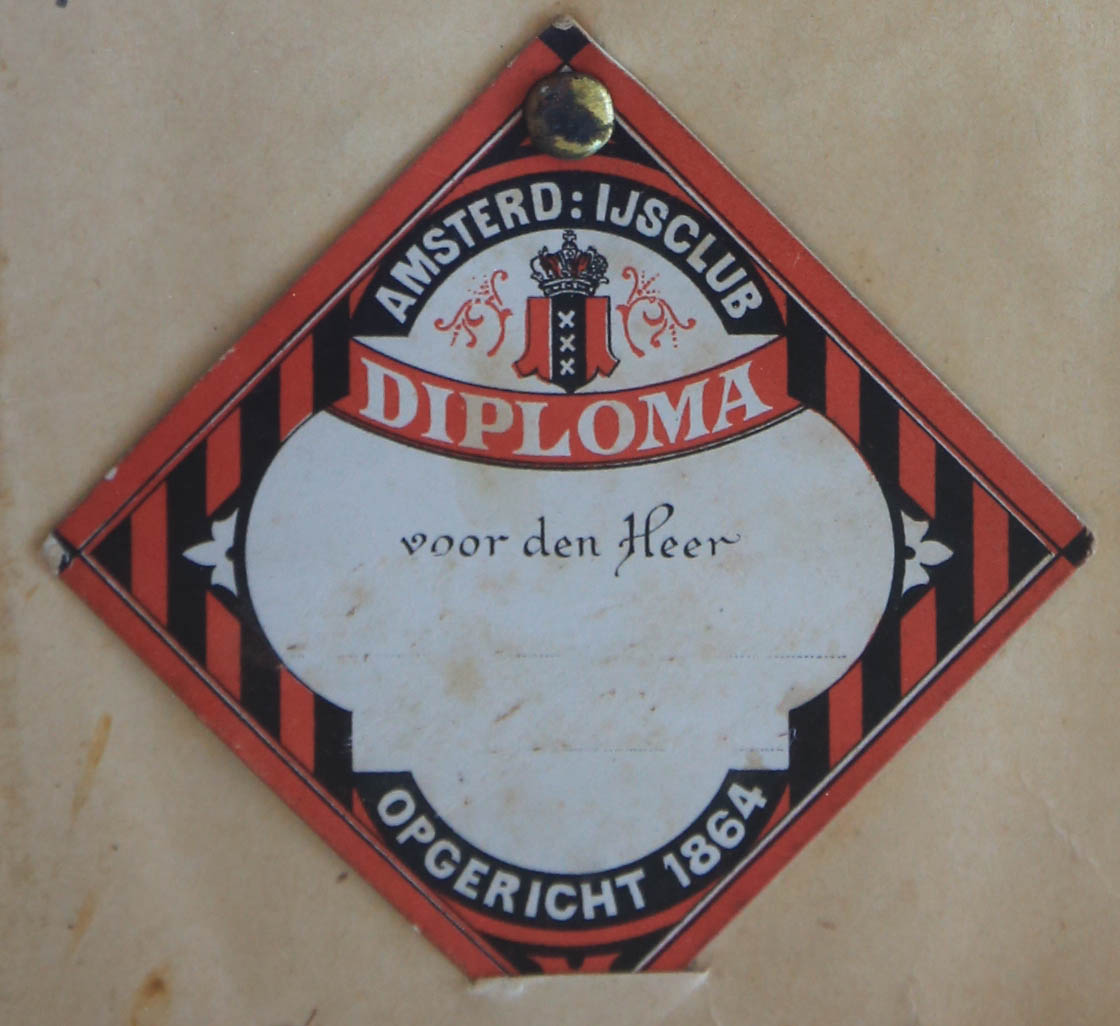 AMSTERD: IJSCLUB
DIPLOMA
voor den Heer
OPGERICHT 1864